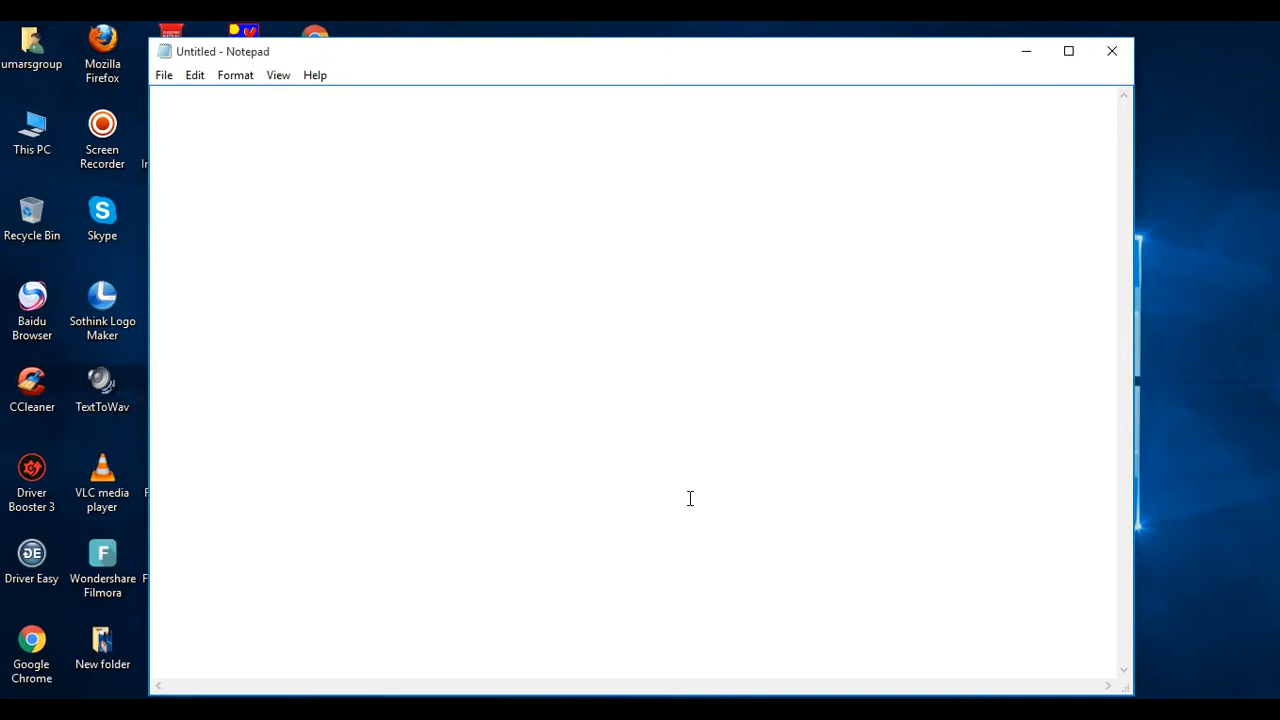 Untitled - Notepad
File Edit Format View Help
umarsgroup
Mozilla
Firefox
This PC
Screen
Recorder
Recycle Bin
Skype
Baidu
Browser
Sothink Logo
Maker
CCleaner
TextToWav
Driver
Booster 3
VLC media
player
Driver Easy
Wondershare
Filmora
Google
Chrome
New folder